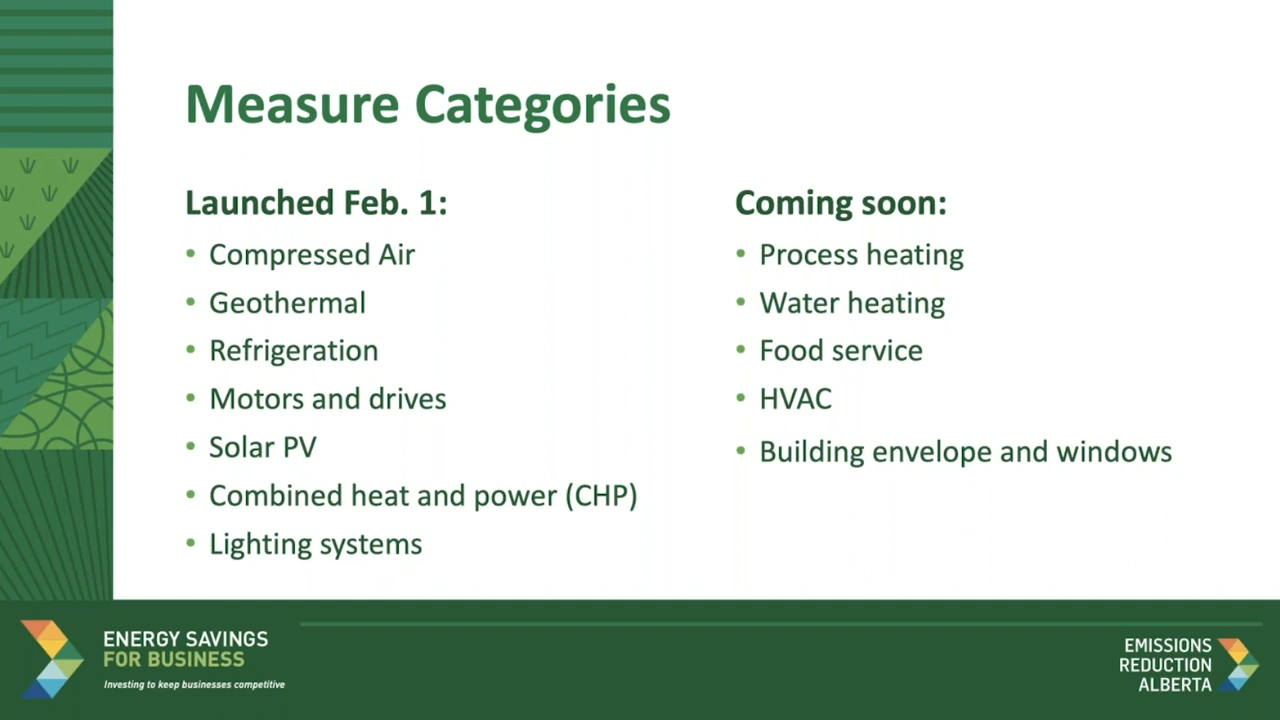 Measure Categories
Launched Feb. 1:
• Compressed Air
• Geothermal
• Refrigeration
• Motors and drives
• Solar PV
• Combined heat and power (CHP)
• Lighting systems
Coming soon:
• Process heating
• Water heating
• Food service
• HVAC
• Building envelope and windows
ENERGY SAVINGS
FOR BUSINESS
Investing to keep businesses competitive
EMISSIONS
REDUCTION
ALBERTA